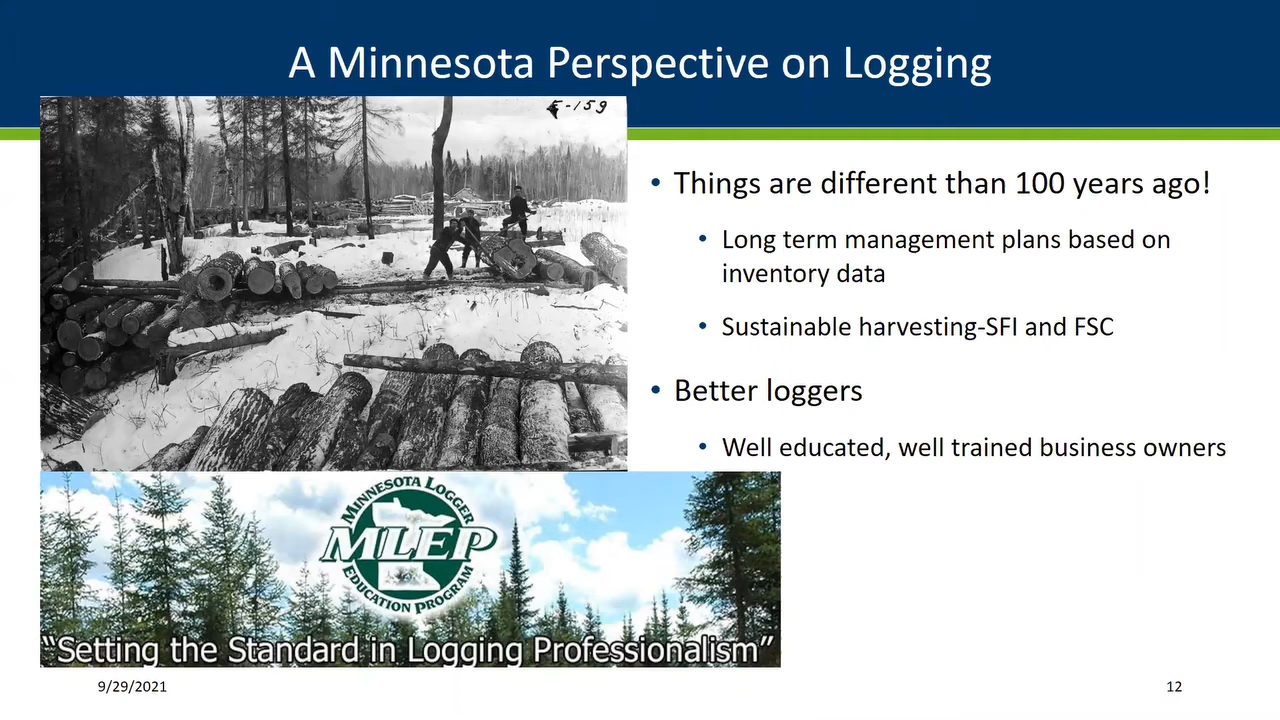 A Minnesota Perspective on Logging
E-159
• Things are different than 100 years ago!
• Long term management plans based on
inventory data
• Sustainable harvesting-SFI and FSC
• Better loggers
• Well educated, well trained business owners
MINNESOTA LOGGER
MLEP
EDUCATION PROGRAM
“Setting the Standard in Logging Professionalism”
9/29/2021
12